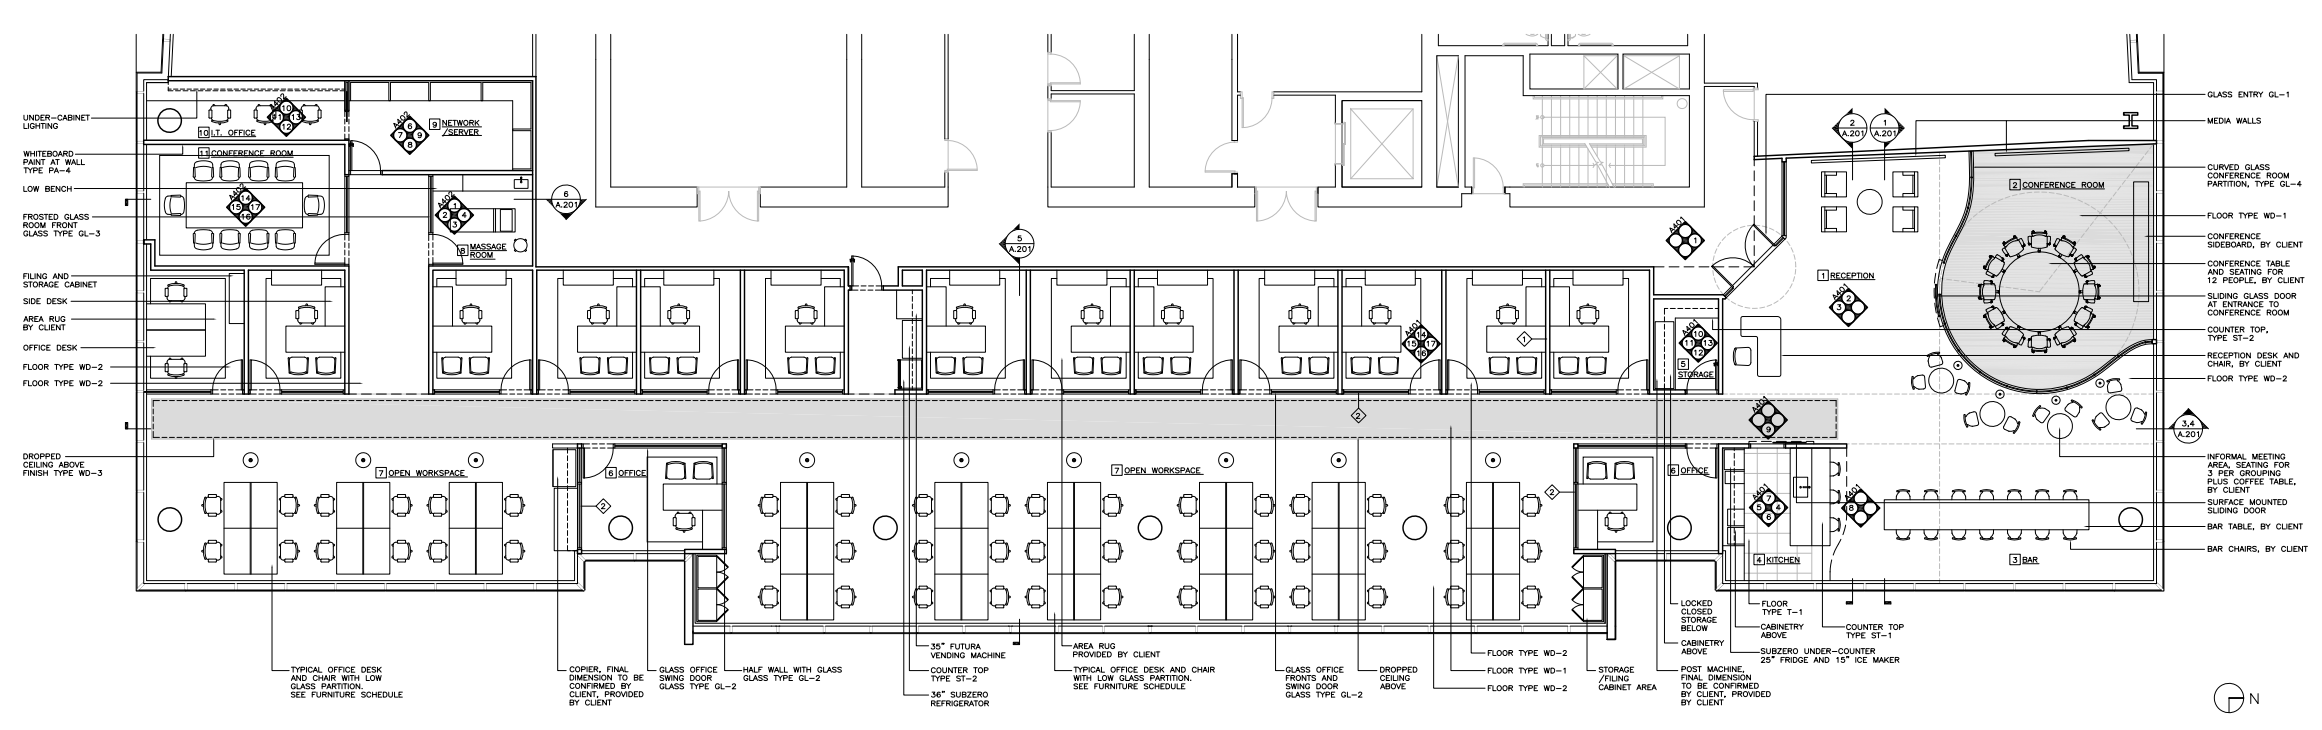 UNDER-CABINET
LIGHTING
WHITEBOARD
PAINT AT WALL
TYPE PA-4
LOW BENCH
FROSTED GLASS
ROOM FRONT
GLASS TYPE GL-3
FILING AND
STORAGE CABINET
SIDE DESK
AREA RUG
BY CLIENT
OFFICE DESK
FLOOR TYPE WD-2
FLOOR TYPE WD-2
DROPPED
CEILING ABOVE
FINISH TYPE WD-3
A402
10
11 13
12
10 I.T. OFFICE
A402
6
7 9
8
9 NETWORK
/SERVER
11 CONFERENCE ROOM
A402
14
15 17
16
A402
1
2 4
3
8 MASSAGE
ROOM
6
A.201
5
A.201
A401
14
15 17
16
1
2
A401
1
A401
10
11 13
12
5
STORAGE
2
A.201
1
A.201
1 RECEPTION
A401
2
3
2 CONFERENCE ROOM
A401
9
3,4
A.201
7 OPEN WORKSPACE
6 OFFICE
2
7 OPEN WORKSPACE
2
6 OFFICE
A401
7
5 4
6
A401
8
4 KITCHEN
3 BAR
GLASS ENTRY GL-1
MEDIA WALLS
CURVED GLASS
CONFERENCE ROOM
PARTITION, TYPE GL-4
FLOOR TYPE WD-1
CONFERENCE
SIDEBOARD, BY CLIENT
CONFERENCE TABLE
AND SEATING FOR
12 PEOPLE, BY CLIENT
SLIDING GLASS DOOR
AT ENTRANCE TO
CONFERENCE ROOM
COUNTER TOP,
TYPE ST-2
RECEPTION DESK AND
CHAIR, BY CLIENT
FLOOR TYPE WD-2
INFORMAL MEETING
AREA, SEATING FOR
3 PER GROUPING
PLUS COFFEE TABLE,
BY CLIENT
SURFACE MOUNTED
SLIDING DOOR
BAR TABLE, BY CLIENT
BAR CHAIRS, BY CLIENT
TYPICAL OFFICE DESK
AND CHAIR WITH LOW
GLASS PARTITION.
SEE FURNITURE SCHEDULE
COPIER, FINAL
DIMENSION TO BE
CONFIRMED BY
CLIENT, PROVIDED
BY CLIENT
GLASS OFFICE
SWING DOOR
GLASS TYPE GL-2
HALF WALL WITH GLASS
GLASS TYPE GL-2
35" FUTURA
VENDING MACHINE
COUNTER TOP
TYPE ST-2
36" SUBZERO
REFRIGERATOR
AREA RUG
PROVIDED BY CLIENT
TYPICAL OFFICE DESK AND CHAIR
WITH LOW GLASS PARTITION.
SEE FURNITURE SCHEDULE
GLASS OFFICE
FRONTS AND
SWING DOOR
GLASS TYPE GL-2
DROPPED
CEILING
ABOVE
FLOOR TYPE WD-2
FLOOR TYPE WD-1
FLOOR TYPE WD-2
STORAGE
/FILING
CABINET AREA
LOCKED
CLOSED
STORAGE
BELOW
CABINETRY
ABOVE
POST MACHINE,
FINAL DIMENSION
TO BE CONFIRMED
BY CLIENT, PROVIDED
BY CLIENT
FLOOR
TYPE T-1
CABINETRY
ABOVE
COUNTER TOP
TYPE ST-1
SUBZERO UNDER-COUNTER
25" FRIDGE AND 15" ICE MAKER
N